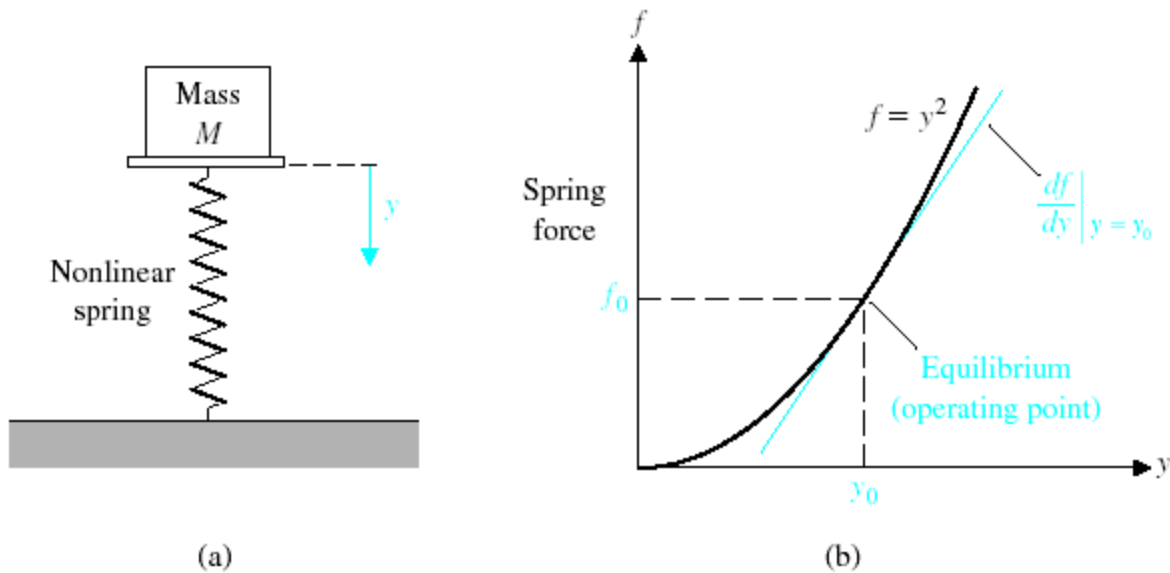 Mass
M
y
Nonlinear
spring
(a)
f
f = y²
Spring
force
df
dy
y = y₀
f₀
Equilibrium
(operating point)
y
y₀
(b)